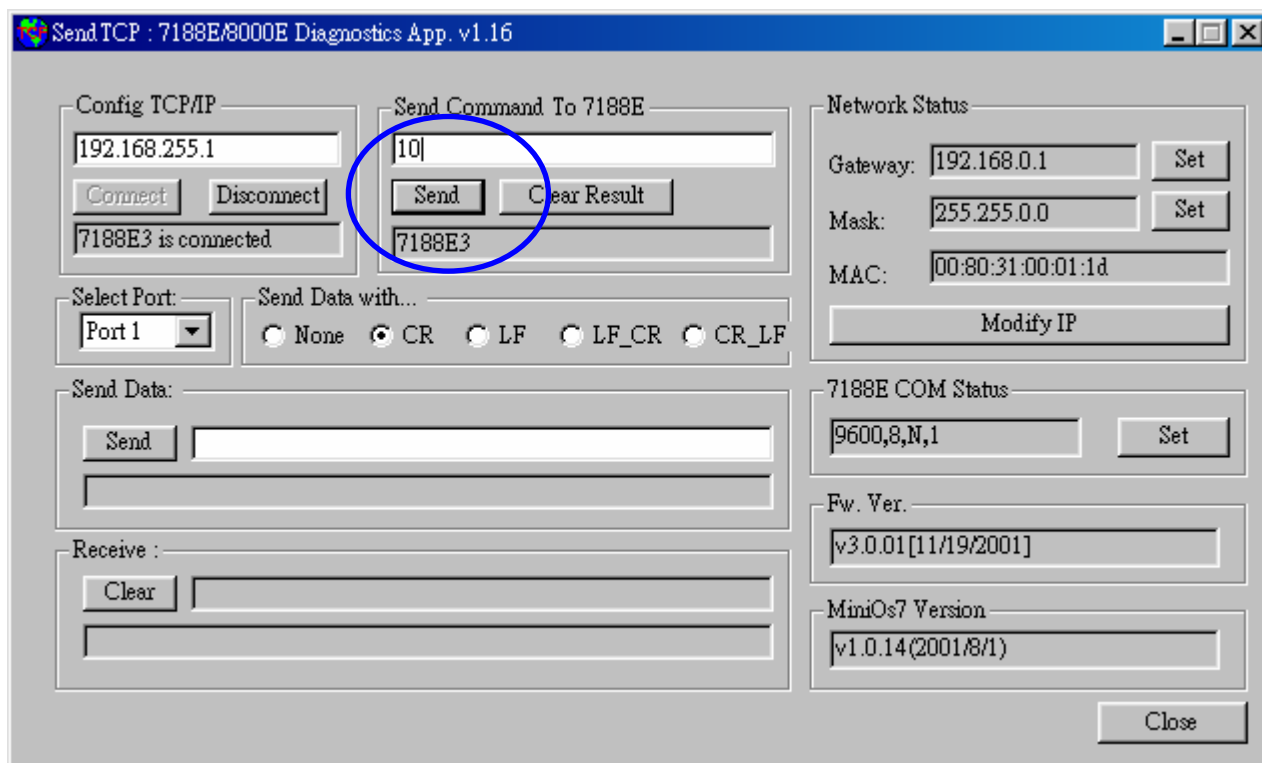 SendTCP : 7188E/8000E Diagnostics App. v1.16
Config TCP/IP
192.168.255.1
Connect Disconnect
7188E3 is connected
Send Command To 7188E
10
Send Clear Result
7188E3
Network Status
Gateway: 192.168.0.1 Set
Mask: 255.255.0.0 Set
MAC: 00:80:31:00:01:1d
Modify IP
Select Port:
Port 1
Send Data with...
None CR LF LF_CR CR_LF
Send Data:
Send
Receive :
Clear
7188E COM Status
9600,8,N,1 Set
Fw. Ver.
v3.0.01[11/19/2001]
MiniOs7 Version
v1.0.14(2001/8/1)
Close